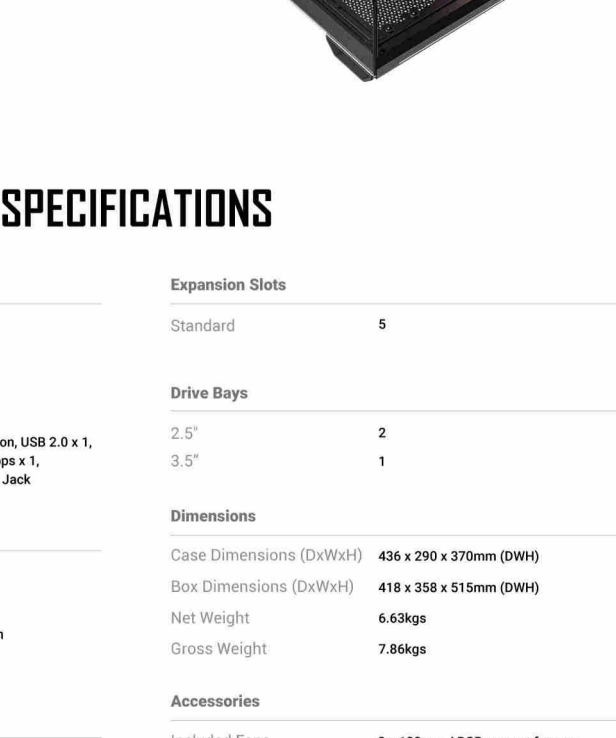 SPECIFICATIONS
on, USB 2.0 x 1,
ps x 1,
Jack
Expansion Slots
Standard 5
Drive Bays
2.5" 2
3.5" 1
Dimensions
Case Dimensions (DxWxH) 436 x 290 x 370mm (DWH)
Box Dimensions (DxWxH) 418 x 358 x 515mm (DWH)
Net Weight 6.63kgs
Gross Weight 7.86kgs
Accessories